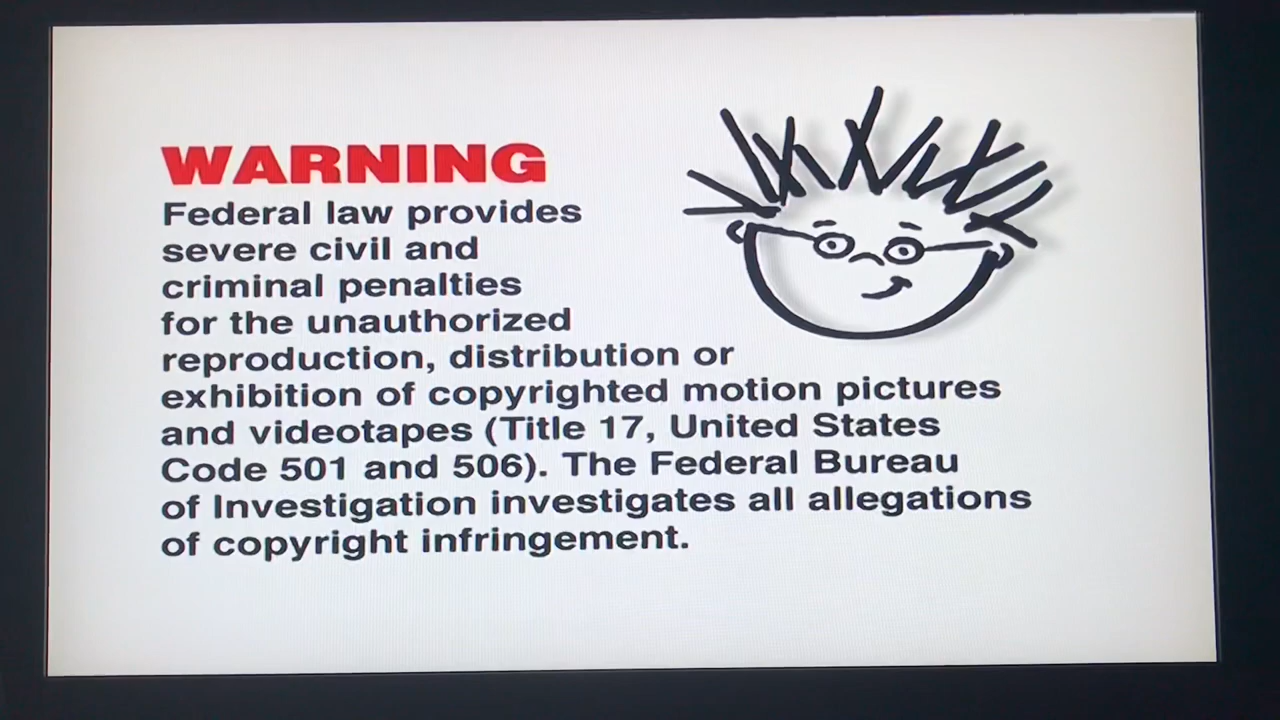 WARNING
Federal law provides
severe civil and
criminal penalties
for the unauthorized
reproduction, distribution or
exhibition of copyrighted motion pictures
and videotapes (Title 17, United States
Code 501 and 506). The Federal Bureau
of Investigation investigates all allegations
of copyright infringement.